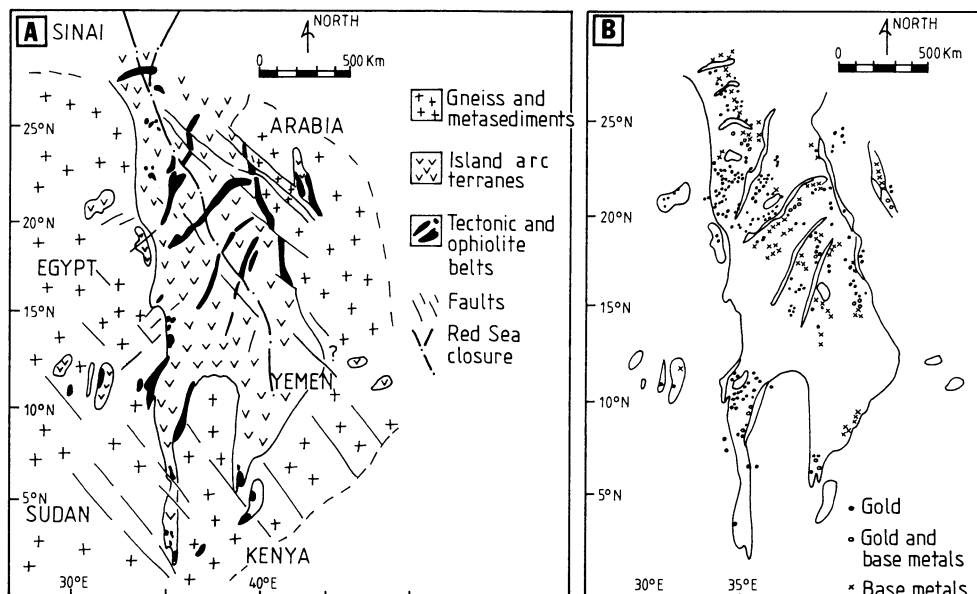 A
SINAI
NORTH
0 500 Km
25°N
ARABIA
Gneiss and
metasediments
Island arc
terranes
20°N
Tectonic and
ophiolite
belts
EGYPT
Faults
15°N
Red Sea
closure
?
YEMEN
10°N
5°N
SUDAN
KENYA
30°E
40°E
B
NORTH
0 500 Km
25°N
20°N
15°N
10°N
5°N
Gold
Gold and
base metals
Base metals
30°E
35°E